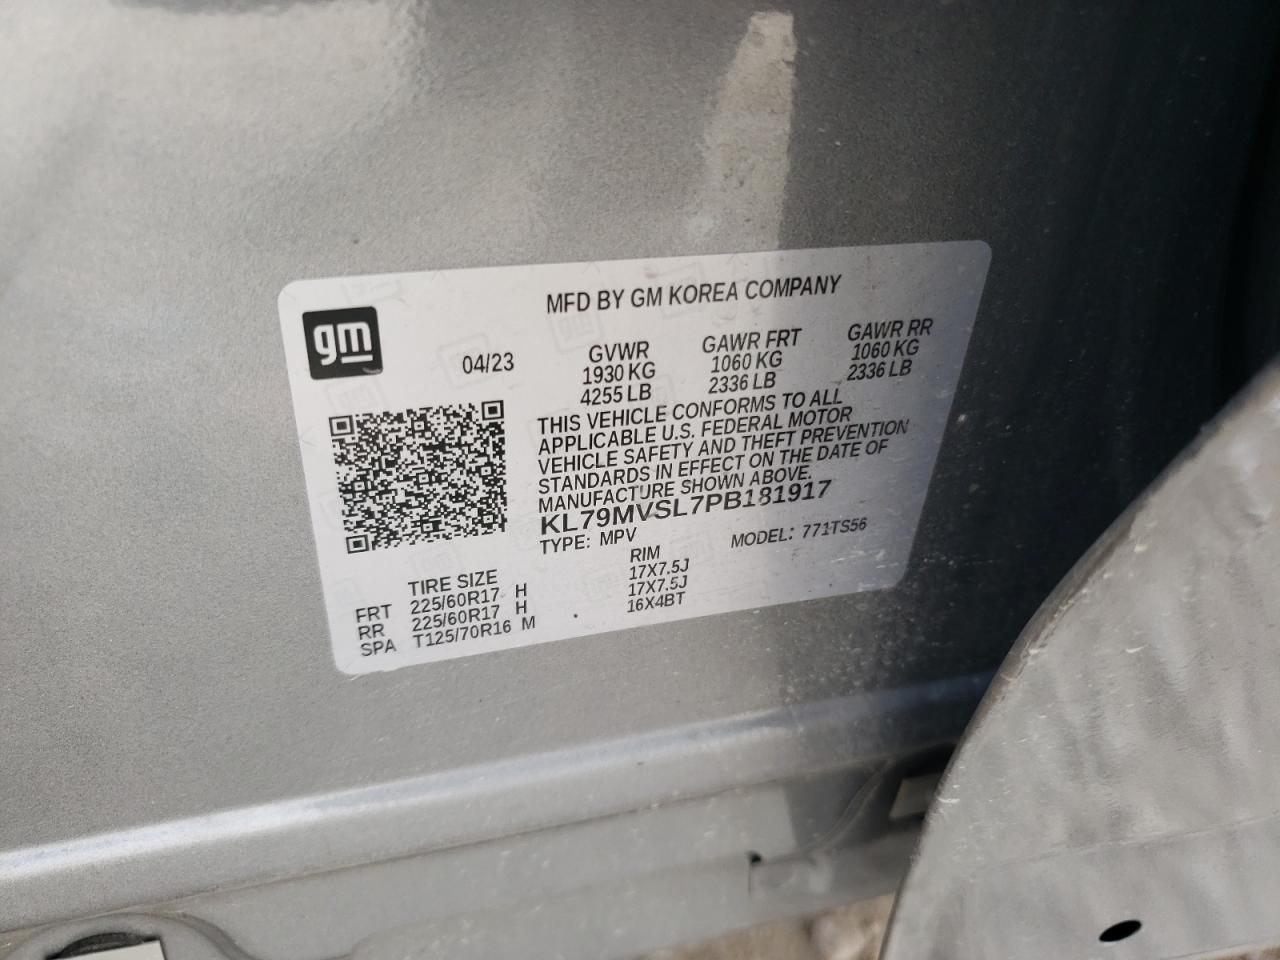 MFD BY GM KOREA COMPANY
gm
04/23
GVWR GAWR FRT GAWR RR
1930 KG 1060 KG 1060 KG
4255 LB 2336 LB 2336 LB
THIS VEHICLE CONFORMS TO ALL
APPLICABLE U.S. FEDERAL MOTOR
VEHICLE SAFETY AND THEFT PREVENTION
STANDARDS IN EFFECT ON THE DATE OF
MANUFACTURE SHOWN ABOVE.
KL79MVSL7PB181917
TYPE: MPV MODEL: 771TS56
TIRE SIZE RIM
FRT 225/60R17 H 17X7.5J
RR 225/60R17 H 17X7.5J
SPA T125/70R16 M 16X4BT